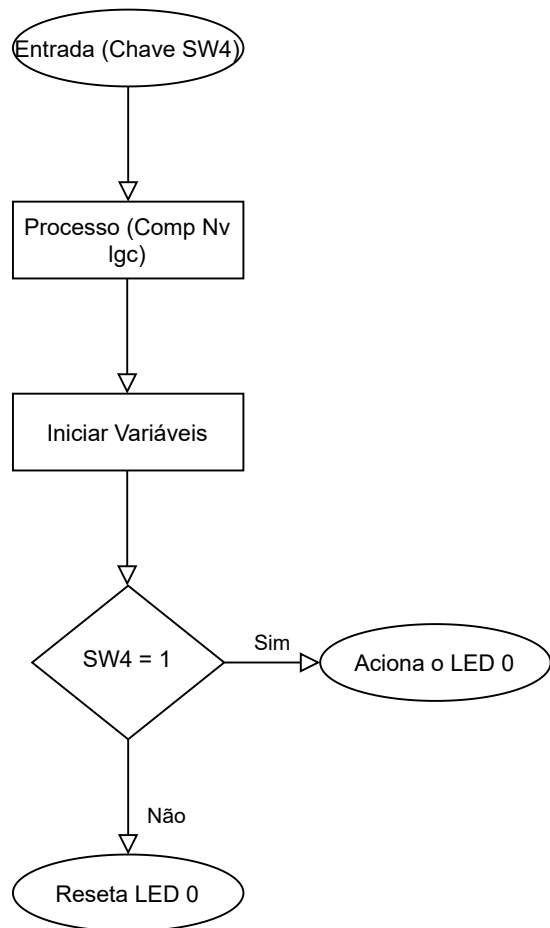 Entrada (Chave SW4)
Processo (Comp Nv
lgc)
Iniciar Variáveis
SW4 = 1
Sim
Aciona o LED 0
Não
Reseta LED 0